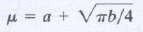 μ = a + √πb/4